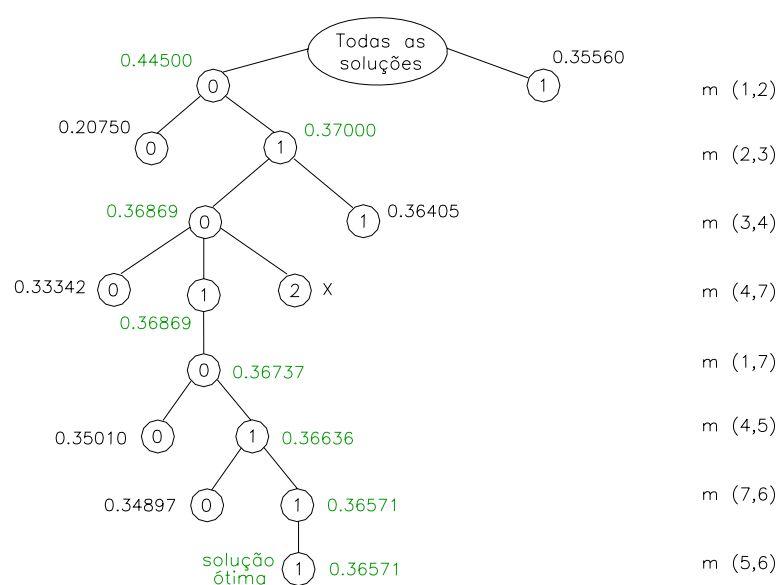 Todas as
soluções
0.44500
0
0.35560
1
m (1,2)
0.20750
0
0.37000
1
m (2,3)
0.36869
0
1
0.36405
m (3,4)
0.33342
0
1
2
X
m (4,7)
0.36869
0
0.36737
m (1,7)
0.35010
0
1
0.36636
m (4,5)
0.34897
0
1
0.36571
m (7,6)
solução
ótima
1
0.36571
m (5,6)